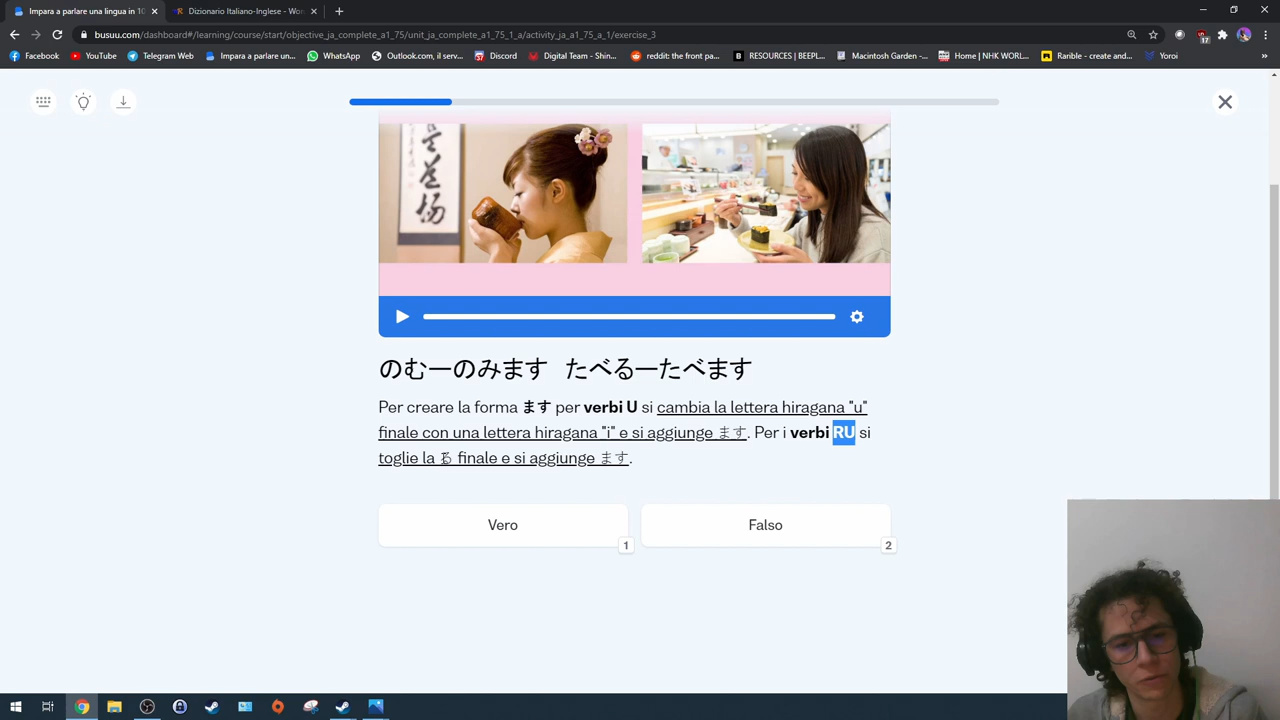 Impara a parlare una lingua in 10
Dizionario Italiano-Inglese - Wor
busuu.com/dashboard#/learning/course/start/objective_ja_complete_a1_75/unit_ja_complete_a1_75_1_a/activity_ja_a1_75_a_1/exercise_3
17
Facebook YouTube Telegram Web Impara a parlare un... WhatsApp Outlook.com, il serv... Discord Digital Team - Shin... reddit: the front pa... RESOURCES | BEEPL... Macintosh Garden -... Home | NHK WORL... Rarible - create and... Yoroi
のむーのみます たべるーたべます
Per creare la forma ます per verbi U si cambia la lettera hiragana "u"
finale con una lettera hiragana "i" e si aggiunge ます. Per i verbi RU si
toglie la る finale e si aggiunge ます.
Vero
1
Falso
2